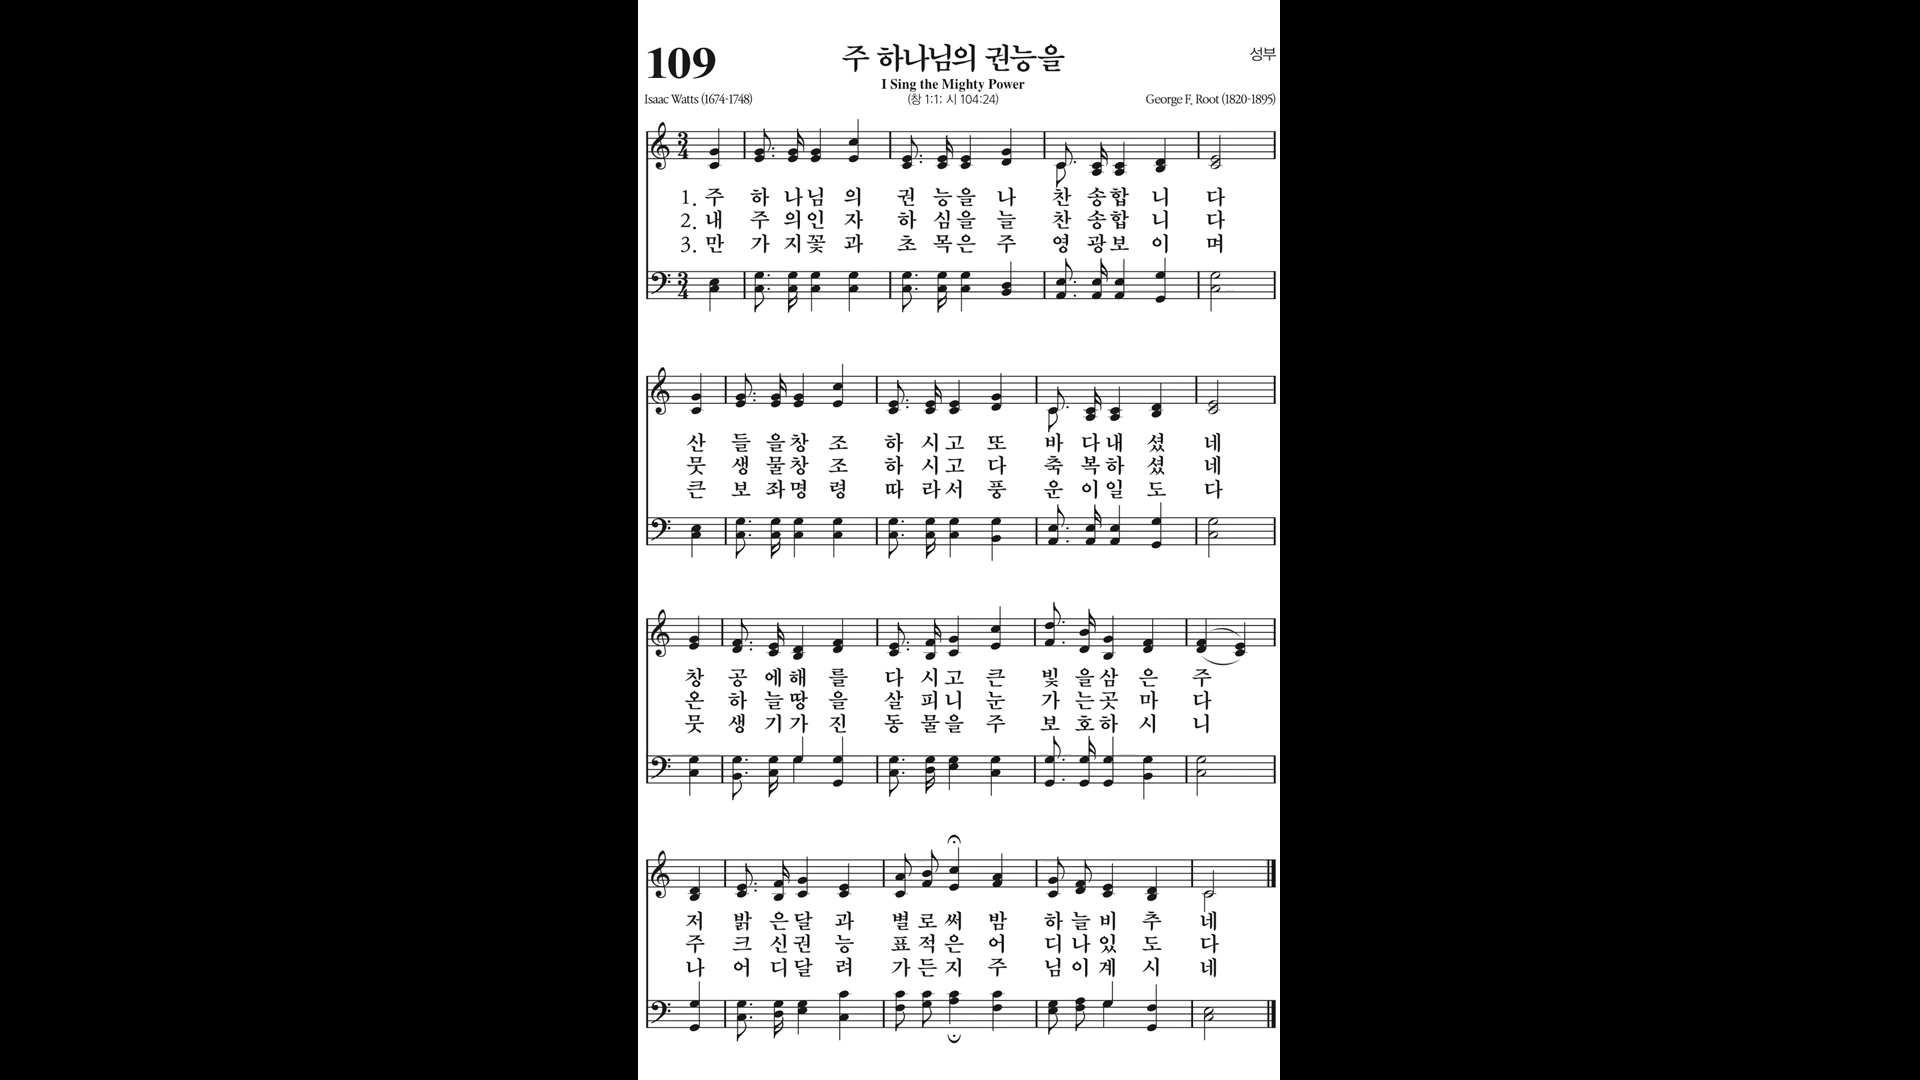 109
주 하나님의 권능을
성부
I Sing the Mighty Power
Isaac Watts (1674-1748)
(창 1:1; 시 104:24)
George F. Root (1820-1895)
3
4
1. 주 하 나님 의 권 능을 나 찬 송합 니 다
2. 내 주 의인 자 하 심을 늘 찬 송합 니 다
3. 만 가 지꽃 과 초 목은 주 영 광보 이 며
3
4
산 들 을창 조 하 시고 또 바 다내 셨 네
뭇 생 물창 조 하 시고 다 축 복하 셨 네
큰 보 좌명 령 따 라서 풍 운 이일 도 다
창 공 에해 를 다 시고 큰 빛 을삼 은 주
온 하 늘땅 을 살 피니 눈 가 는곳 마 다
뭇 생 기가 진 동 물을 주 보 호하 시 니
저 밝 은달 과 별 로써 밤 하늘비 추 네
주 크 신권 능 표 적은 어 디나있 도 다
나 어 디달 려 가든지 주 님이계 시 네